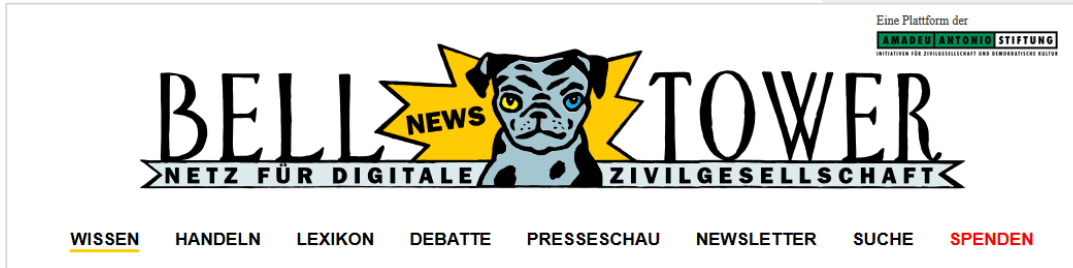 Eine Plattform der
AMADEU ANTONIO STIFTUNG
INITIATIVEN FÜR ZIVILGESELLSCHAFT UND DEMOKRATISCHE KULTUR
BELL NEWS TOWER
NETZ FÜR DIGITALE ZIVILGESELLSCHAFT
WISSEN HANDELN LEXIKON DEBATTE PRESSESCHAU NEWSLETTER SUCHE SPENDEN